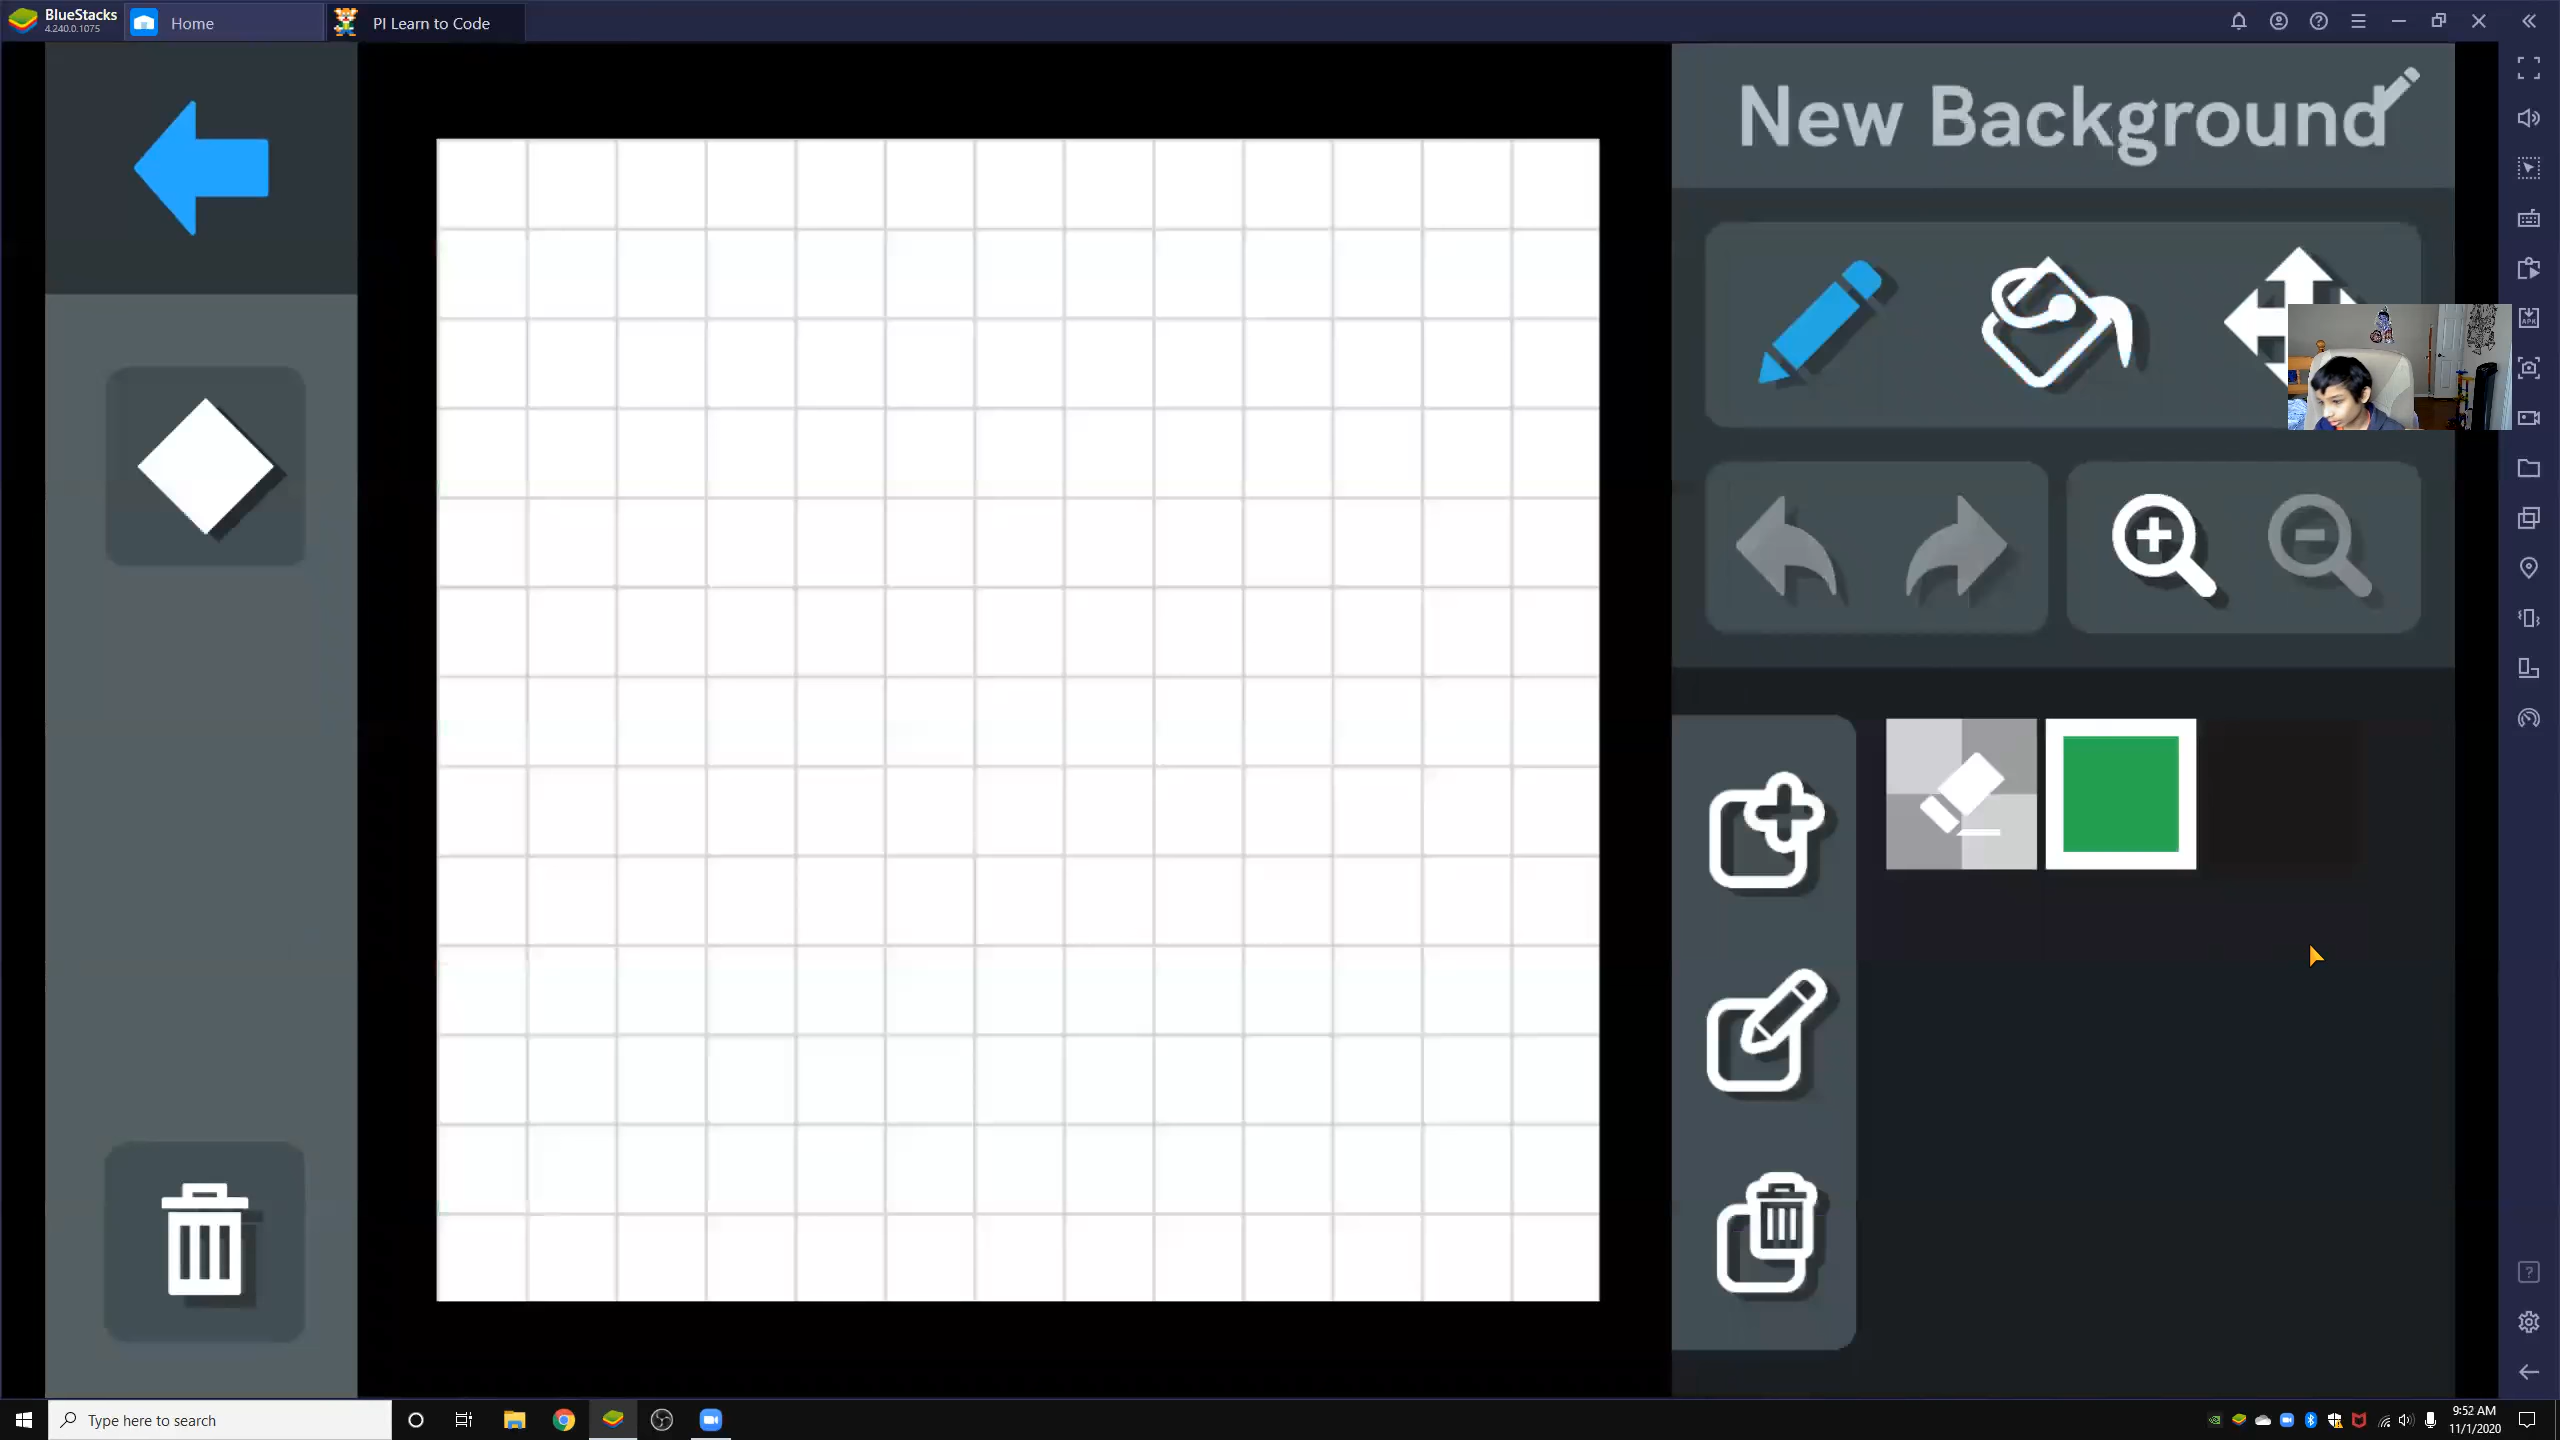 BlueStacks
4.240.0.1075
Home
PI Learn to Code
New Background
APK
Type here to search
9:52 AM
11/1/2020